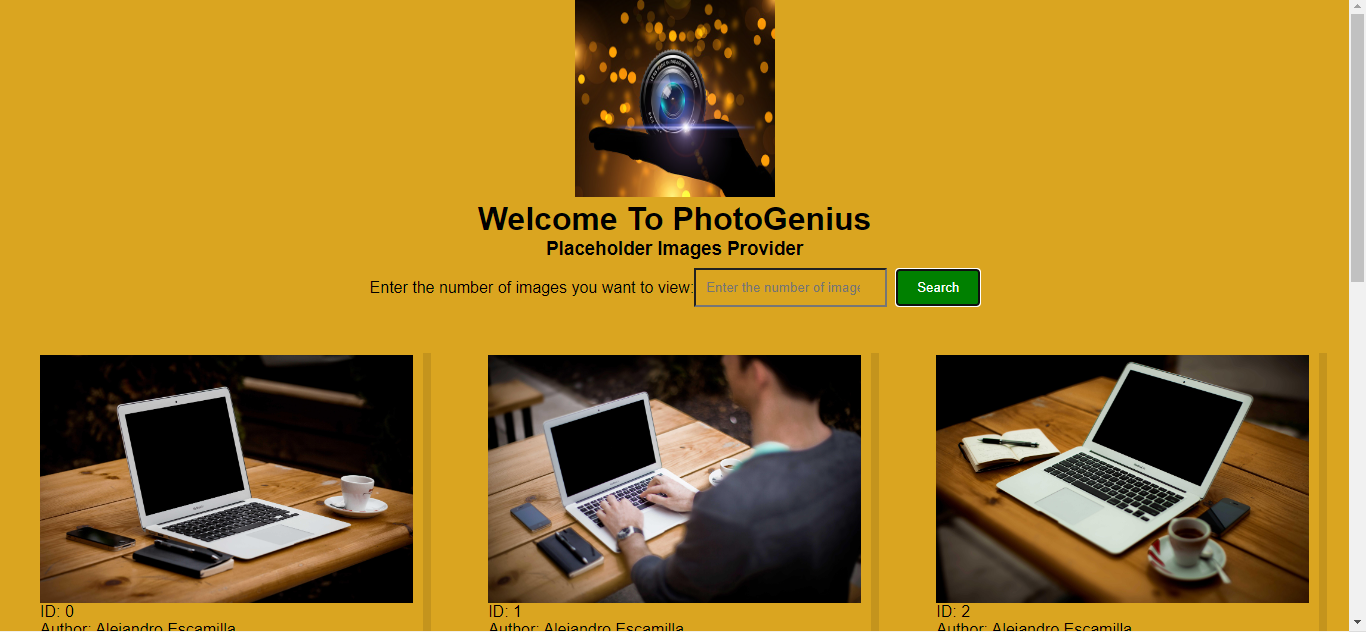 Welcome To PhotoGenius
Placeholder Images Provider
Enter the number of images you want to view: Enter the number of image Search
ID: 0 ID: 1 ID: 2
Author: Alejandro Escamilla Author: Alejandro Escamilla Author: Alejandro Escamilla